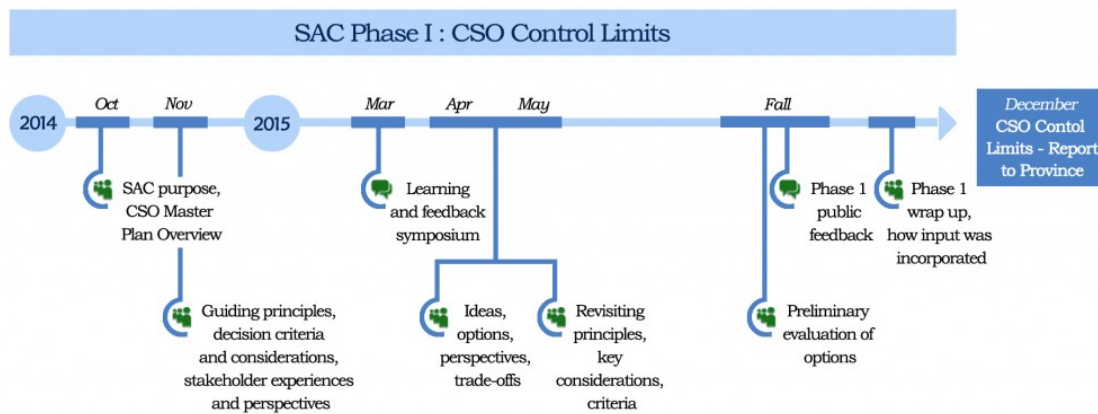 SAC Phase I : CSO Control Limits
2014
Oct
Nov
2015
Mar
Apr
May
Fall
December
CSO Contol
Limits - Report
to Province
SAC purpose,
CSO Master
Plan Overview
Learning
and feedback
symposium
Phase 1
public
feedback
Phase 1
wrap up,
how input was
incorporated
Guiding principles,
decision criteria
and considerations,
stakeholder experiences
and perspectives
Ideas,
options,
perspectives,
trade-offs
Revisiting
principles,
key
considerations,
criteria
Preliminary
evaluation of
options